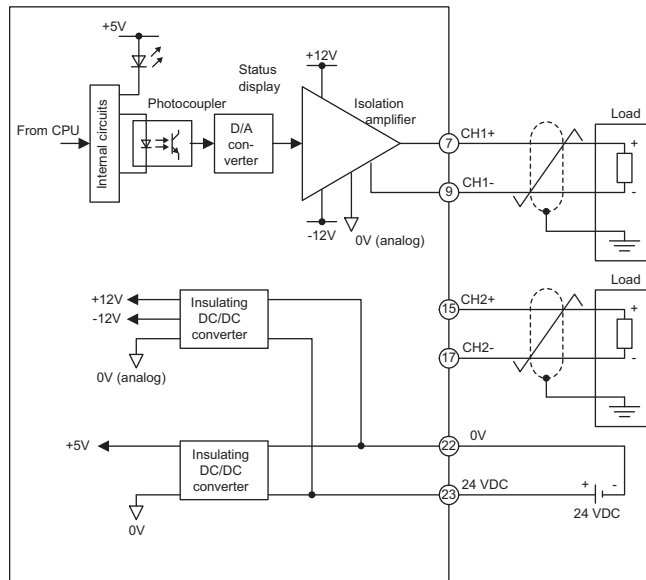 +5V
Status
display
+12V
Isolation
amplifier
Photocoupler
From CPU
Internal circuits
D/A
con-
verter
-12V
0V (analog)
7
CH1+
9
CH1-
Load
+
-
+12V
-12V
0V (analog)
Insulating
DC/DC
converter
15
CH2+
17
CH2-
Load
+
-
+5V
0V
Insulating
DC/DC
converter
22
0V
23
24 VDC
+
-
24 VDC